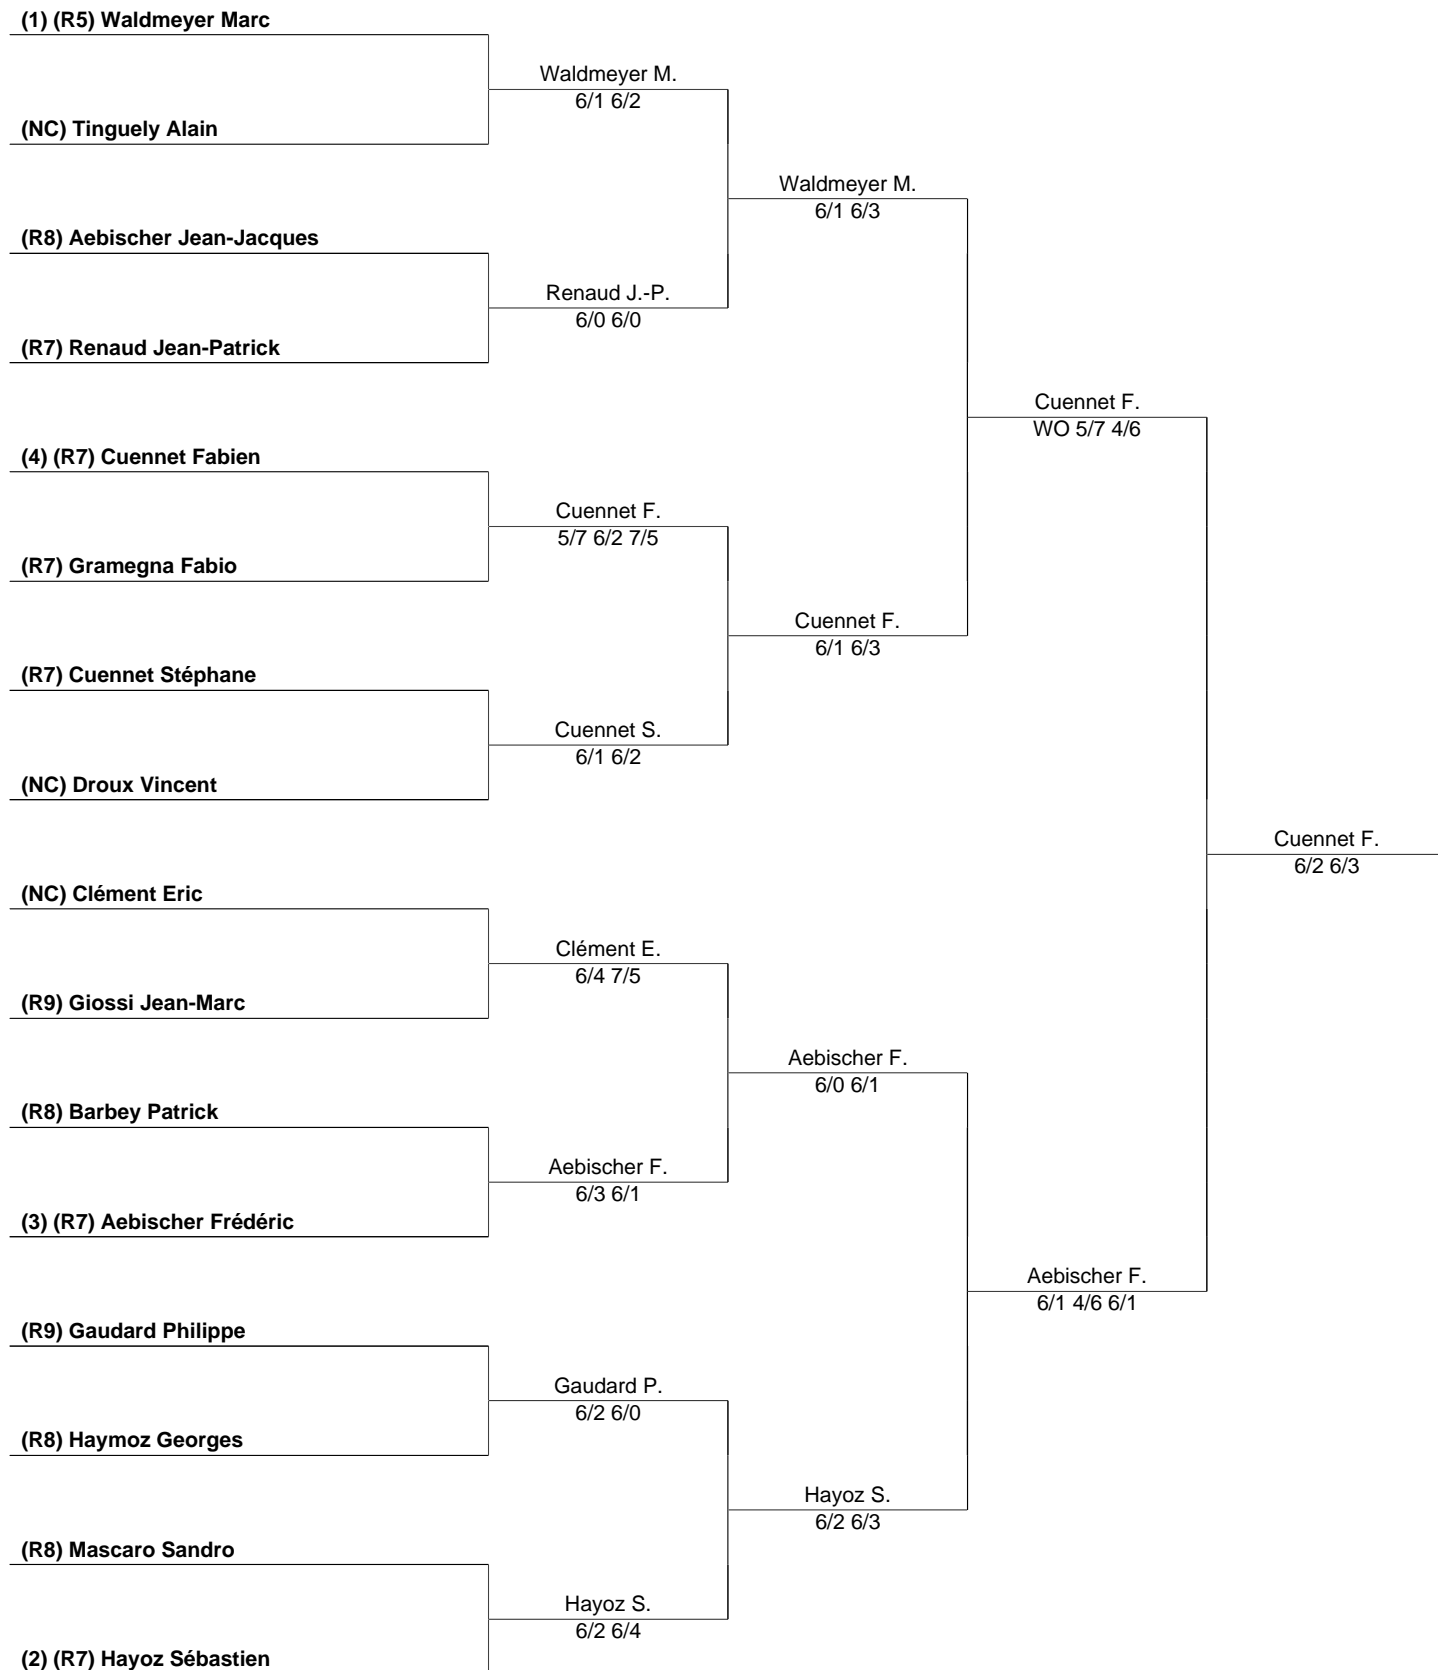 (1) (R5) Waldmeyer Marc
Waldmeyer M.
6/1 6/2
(NC) Tinguely Alain
Waldmeyer M.
6/1 6/3
(R8) Aebischer Jean-Jacques
Renaud J.-P.
6/0 6/0
(R7) Renaud Jean-Patrick
Cuennet F.
WO 5/7 4/6
(4) (R7) Cuennet Fabien
Cuennet F.
5/7 6/2 7/5
(R7) Gramegna Fabio
Cuennet F.
6/1 6/3
(R7) Cuennet Stéphane
Cuennet S.
6/1 6/2
(NC) Droux Vincent
Cuennet F.
6/2 6/3
(NC) Clément Eric
Clément E.
6/4 7/5
(R9) Giossi Jean-Marc
Aebischer F.
6/0 6/1
(R8) Barbey Patrick
Aebischer F.
6/3 6/1
(3) (R7) Aebischer Frédéric
Aebischer F.
6/1 4/6 6/1
(R9) Gaudard Philippe
Gaudard P.
6/2 6/0
(R8) Haymoz Georges
Hayoz S.
6/2 6/3
(R8) Mascaro Sandro
Hayoz S.
6/2 6/4
(2) (R7) Hayoz Sébastien